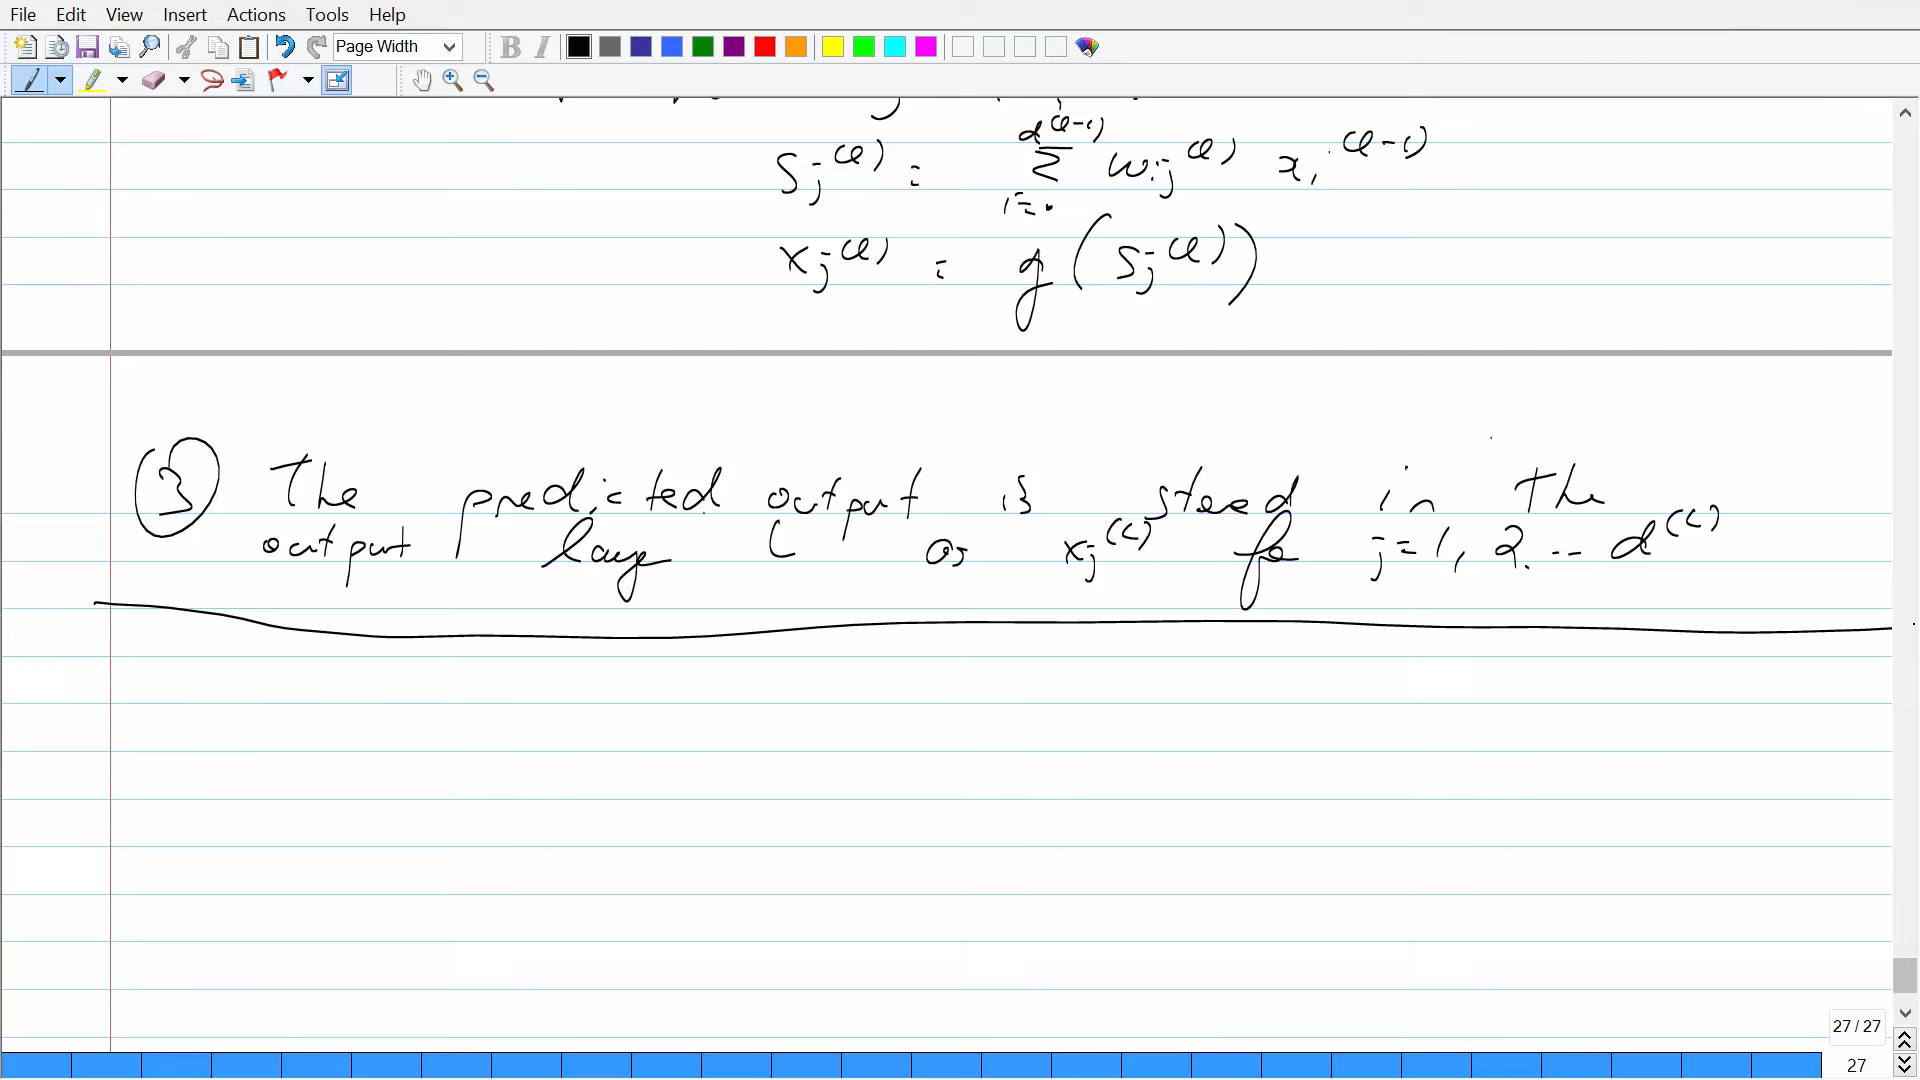 File Edit View Insert Actions Tools Help
Page Width B I
Sj^(l) = Σ_{i=0}^{d^(l-1)} wij^(l) xi^(l-1)
xj^(l) = g(Sj^(l))
③ The predicted output is stored in the
output layer L as xj^(L) for j=1, 2... d^(L)
27 / 27
27